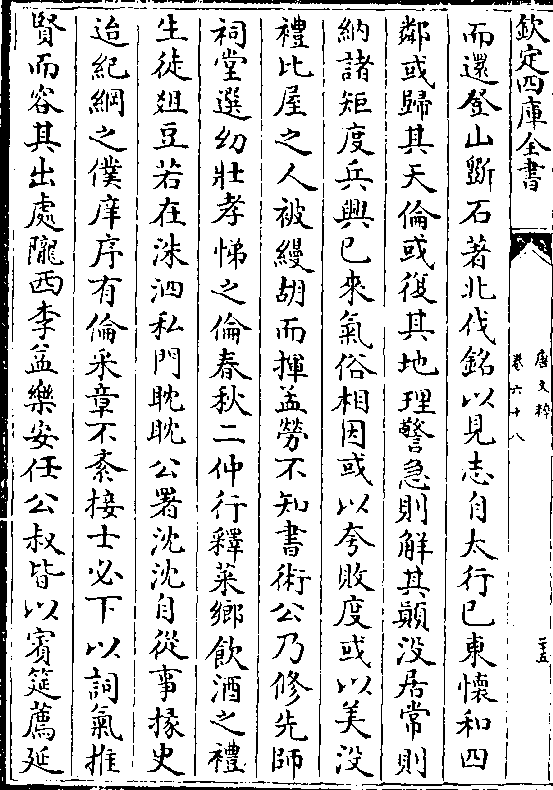 欽定四庫全書
唐文粹
卷六十八
二十五
而還登山斲石著北伐銘以見志自太行已東懷和四
鄰或歸其天倫或復其地理警急則解其顛没居常則
納諸矩度兵興已來氣俗相因或以夸敗度或以美没
禮比屋之人被縵胡而揮盖勞不知書術公乃修先師
祠堂選幼壯孝悌之倫春秋二仲行釋菜鄉飲酒之禮
生徒俎豆若在洙泗私門眈眈公署沈沈自從事掾史
迨紀綱之僕庠序有倫采章不紊接士必下以詞氣推
賢而容其出處隴西李益樂安任公叔皆以賓筵薦延